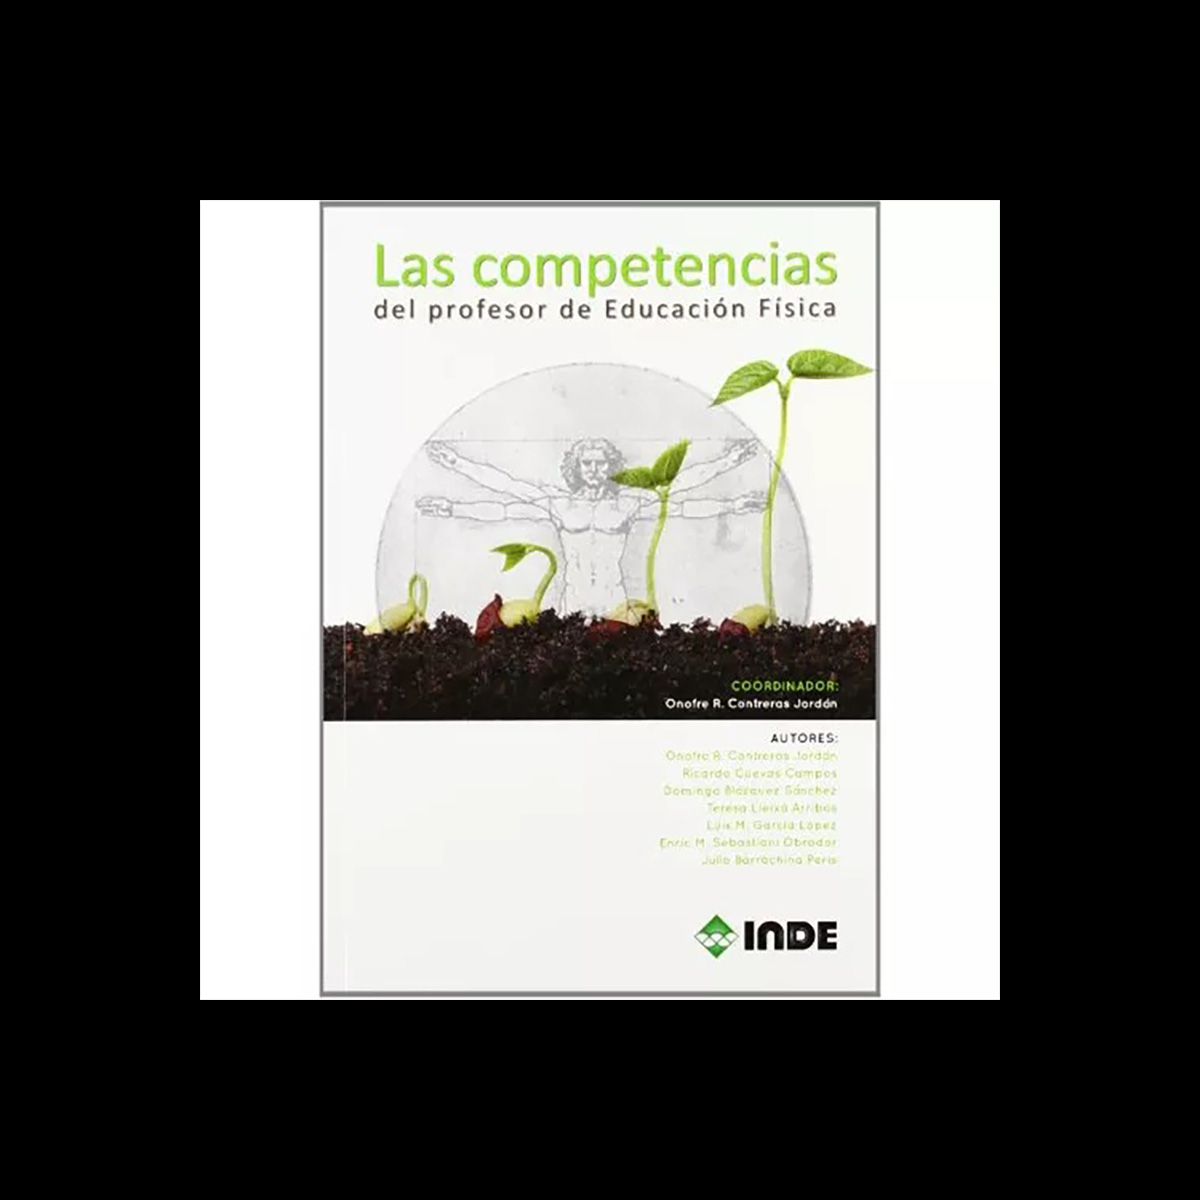 Las competencias
del profesor de Educación Física
COORDINADOR:
Onofre R. Contreras Jordán
AUTORES:
Onofre R. Contreras Jordán
Ricardo Cuevas Campos
Domingo Blázquez Sánchez
Teresa Lleixá Arribas
Luis M. García López
Enric M. Sebastiani Obrador
Julio Barrachina Peris
INDE